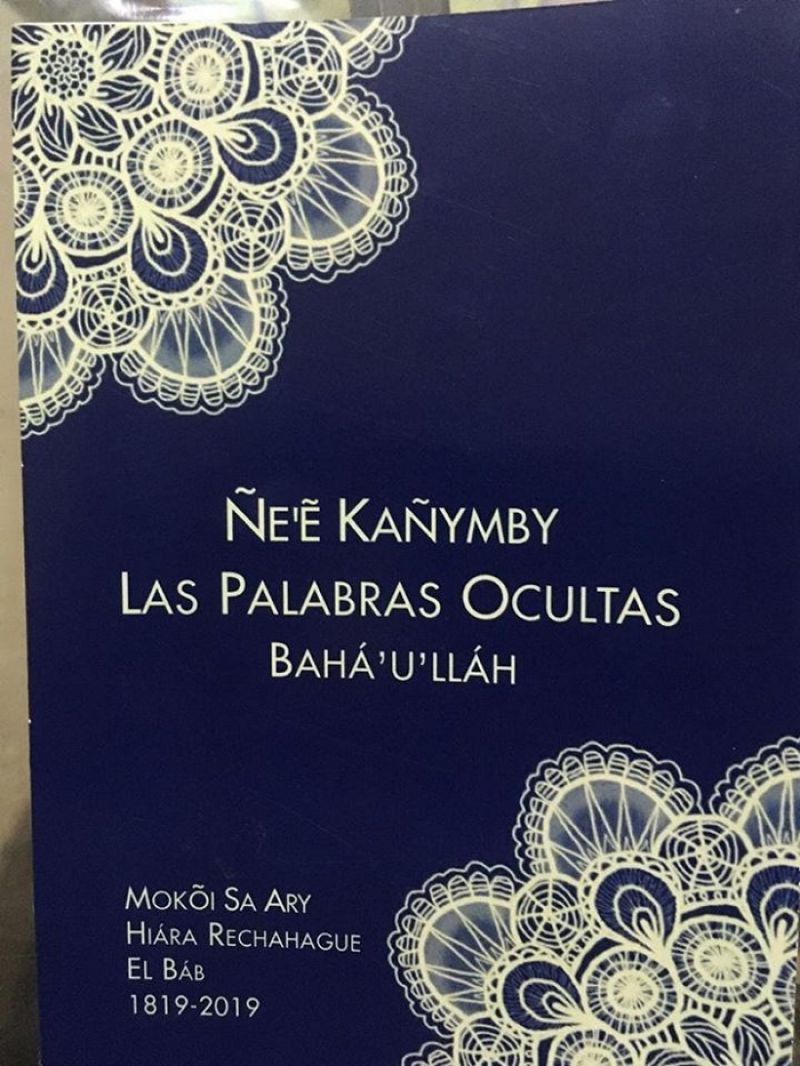 Ñe'ẽ Kañymby
Las Palabras Ocultas
Bahá'u'lláh
Mokõi Sa Ary
Hiára Rechahague
El Báb
1819-2019